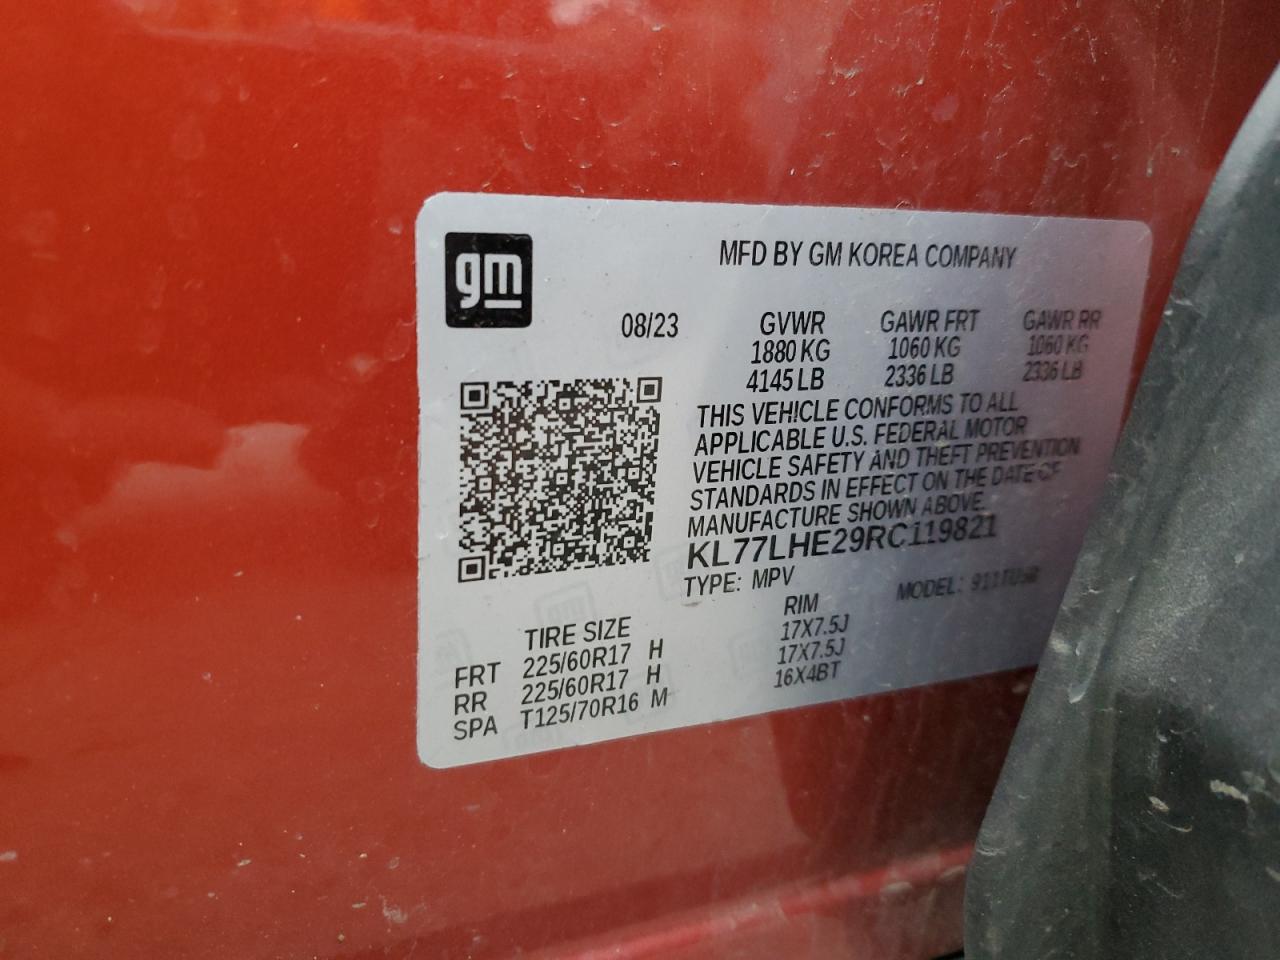 gm
MFD BY GM KOREA COMPANY
08/23 GVWR GAWR FRT GAWR RR
1880 KG 1060 KG 1060 KG
4145 LB 2336 LB 2336 LB
THIS VEHICLE CONFORMS TO ALL
APPLICABLE U.S. FEDERAL MOTOR
VEHICLE SAFETY AND THEFT PREVENTION
STANDARDS IN EFFECT ON THE DATE OF
MANUFACTURE SHOWN ABOVE.
KL77LHE29RC119821
TYPE: MPV MODEL:
TIRE SIZE RIM
FRT 225/60R17 H 17X7.5J
RR 225/60R17 H 17X7.5J
SPA T125/70R16 M 16X4BT